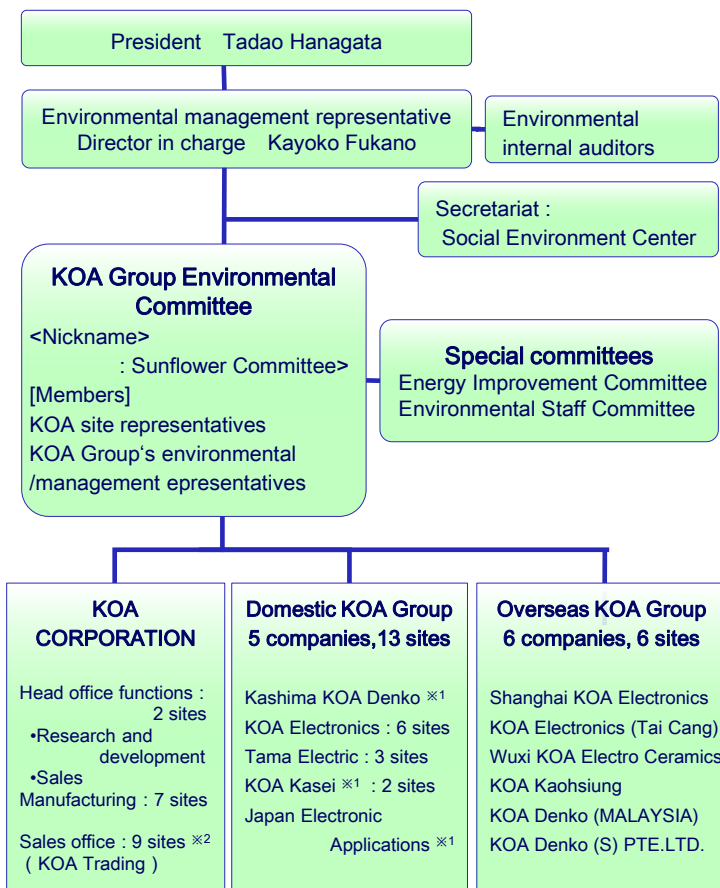 President Tadao Hanagata
Environmental management representative
Director in charge Kayoko Fukano
Environmental
internal auditors
Secretariat :
Social Environment Center
KOA Group Environmental
Committee
<Nickname>
: Sunflower Committee>
[Members]
KOA site representatives
KOA Group‘s environmental
/management epresentatives
Special committees
Energy Improvement Committee
Environmental Staff Committee
KOA
CORPORATION
Head office functions :
2 sites
•Research and
development
•Sales
Manufacturing : 7 sites
Sales office : 9 sites ※2
( KOA Trading )
Domestic KOA Group
5 companies,13 sites
Kashima KOA Denko ※1
KOA Electronics : 6 sites
Tama Electric : 3 sites
KOA Kasei ※1 : 2 sites
Japan Electronic
Applications ※1
Overseas KOA Group
6 companies, 6 sites
Shanghai KOA Electronics
KOA Electronics (Tai Cang)
Wuxi KOA Electro Ceramics
KOA Kaohsiung
KOA Denko (MALAYSIA)
KOA Denko (S) PTE.LTD.